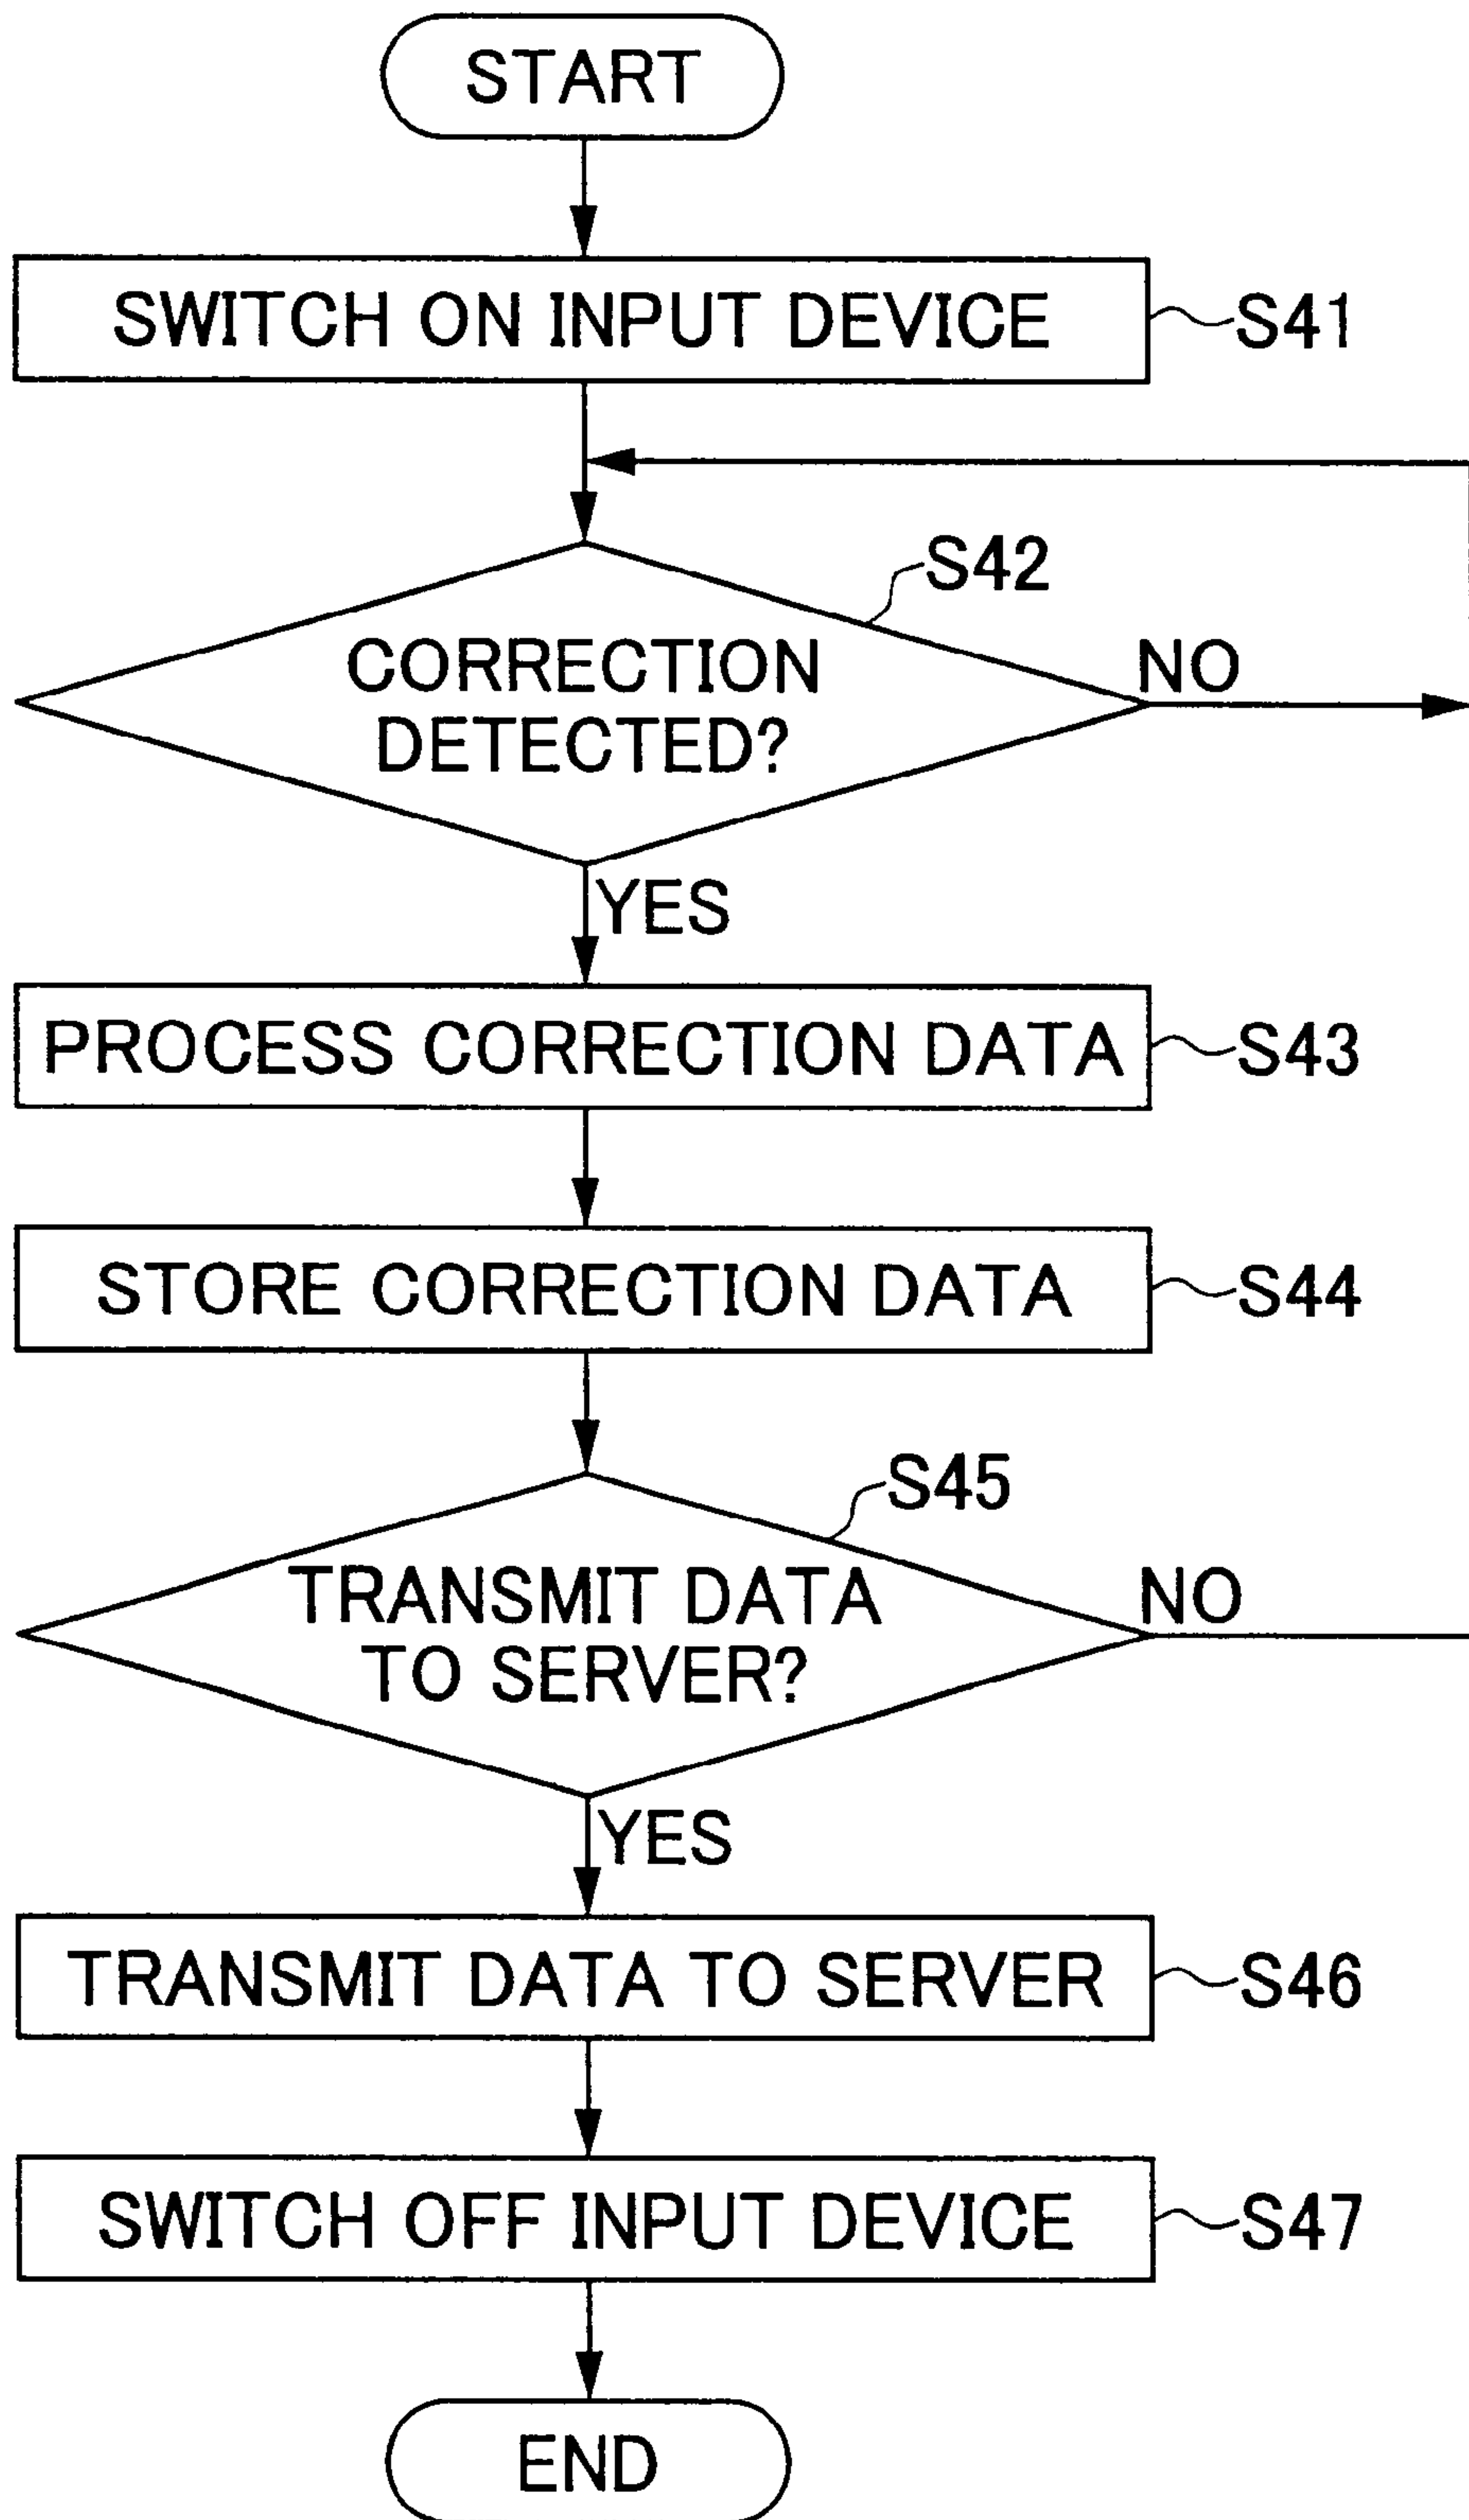 START
SWITCH ON INPUT DEVICE
S41
S42
CORRECTION
DETECTED?
NO
YES
PROCESS CORRECTION DATA
S43
STORE CORRECTION DATA
S44
S45
TRANSMIT DATA
TO SERVER?
NO
YES
TRANSMIT DATA TO SERVER
S46
SWITCH OFF INPUT DEVICE
S47
END